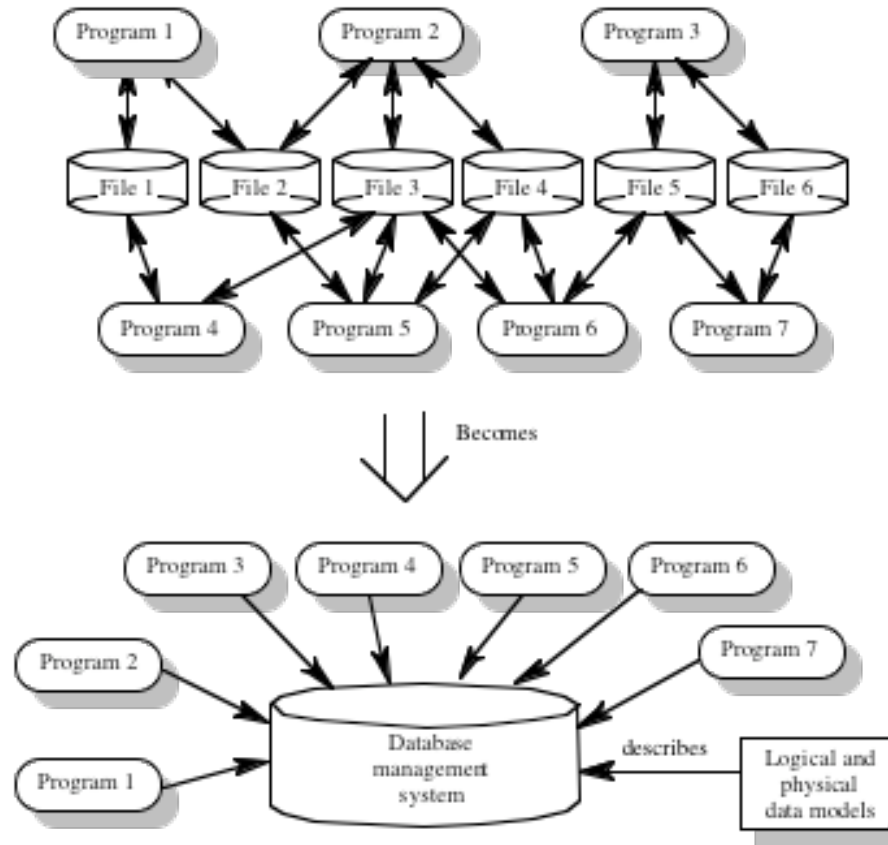 Program 1
Program 2
Program 3
File 1
File 2
File 3
File 4
File 5
File 6
Program 4
Program 5
Program 6
Program 7
Becomes
Program 3
Program 4
Program 5
Program 6
Program 2
Program 7
Program 1
Database
management
system
describes
Logical and
physical
data models